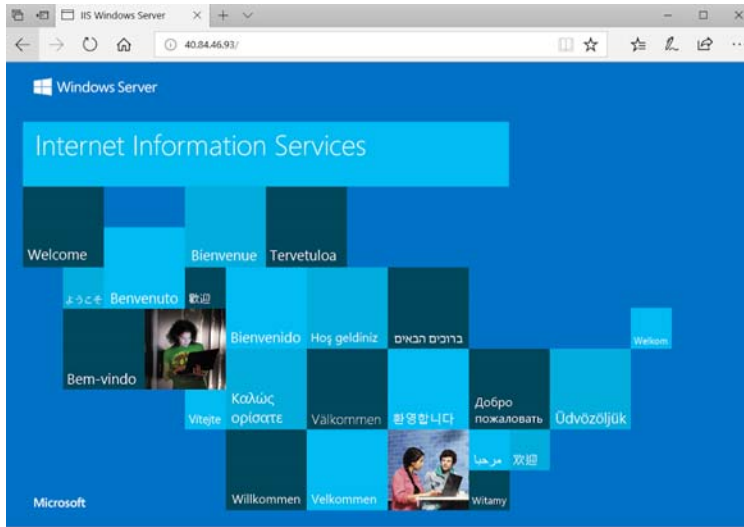 IIS Windows Server
40.84.46.93/
Windows Server
Internet Information Services
Welcome
Bienvenue
Tervetuloa
ようこそ
Benvenuto
歡迎
Bienvenido
Hoş geldiniz
ברוכים הבאים
Welkom
Bem-vindo
Vítejte
Καλώς
ορίσατε
Välkommen
환영합니다
Добро
пожаловать
Üdvözöljük
مرحبا
欢迎
Willkommen
Velkommen
Witamy
Microsoft